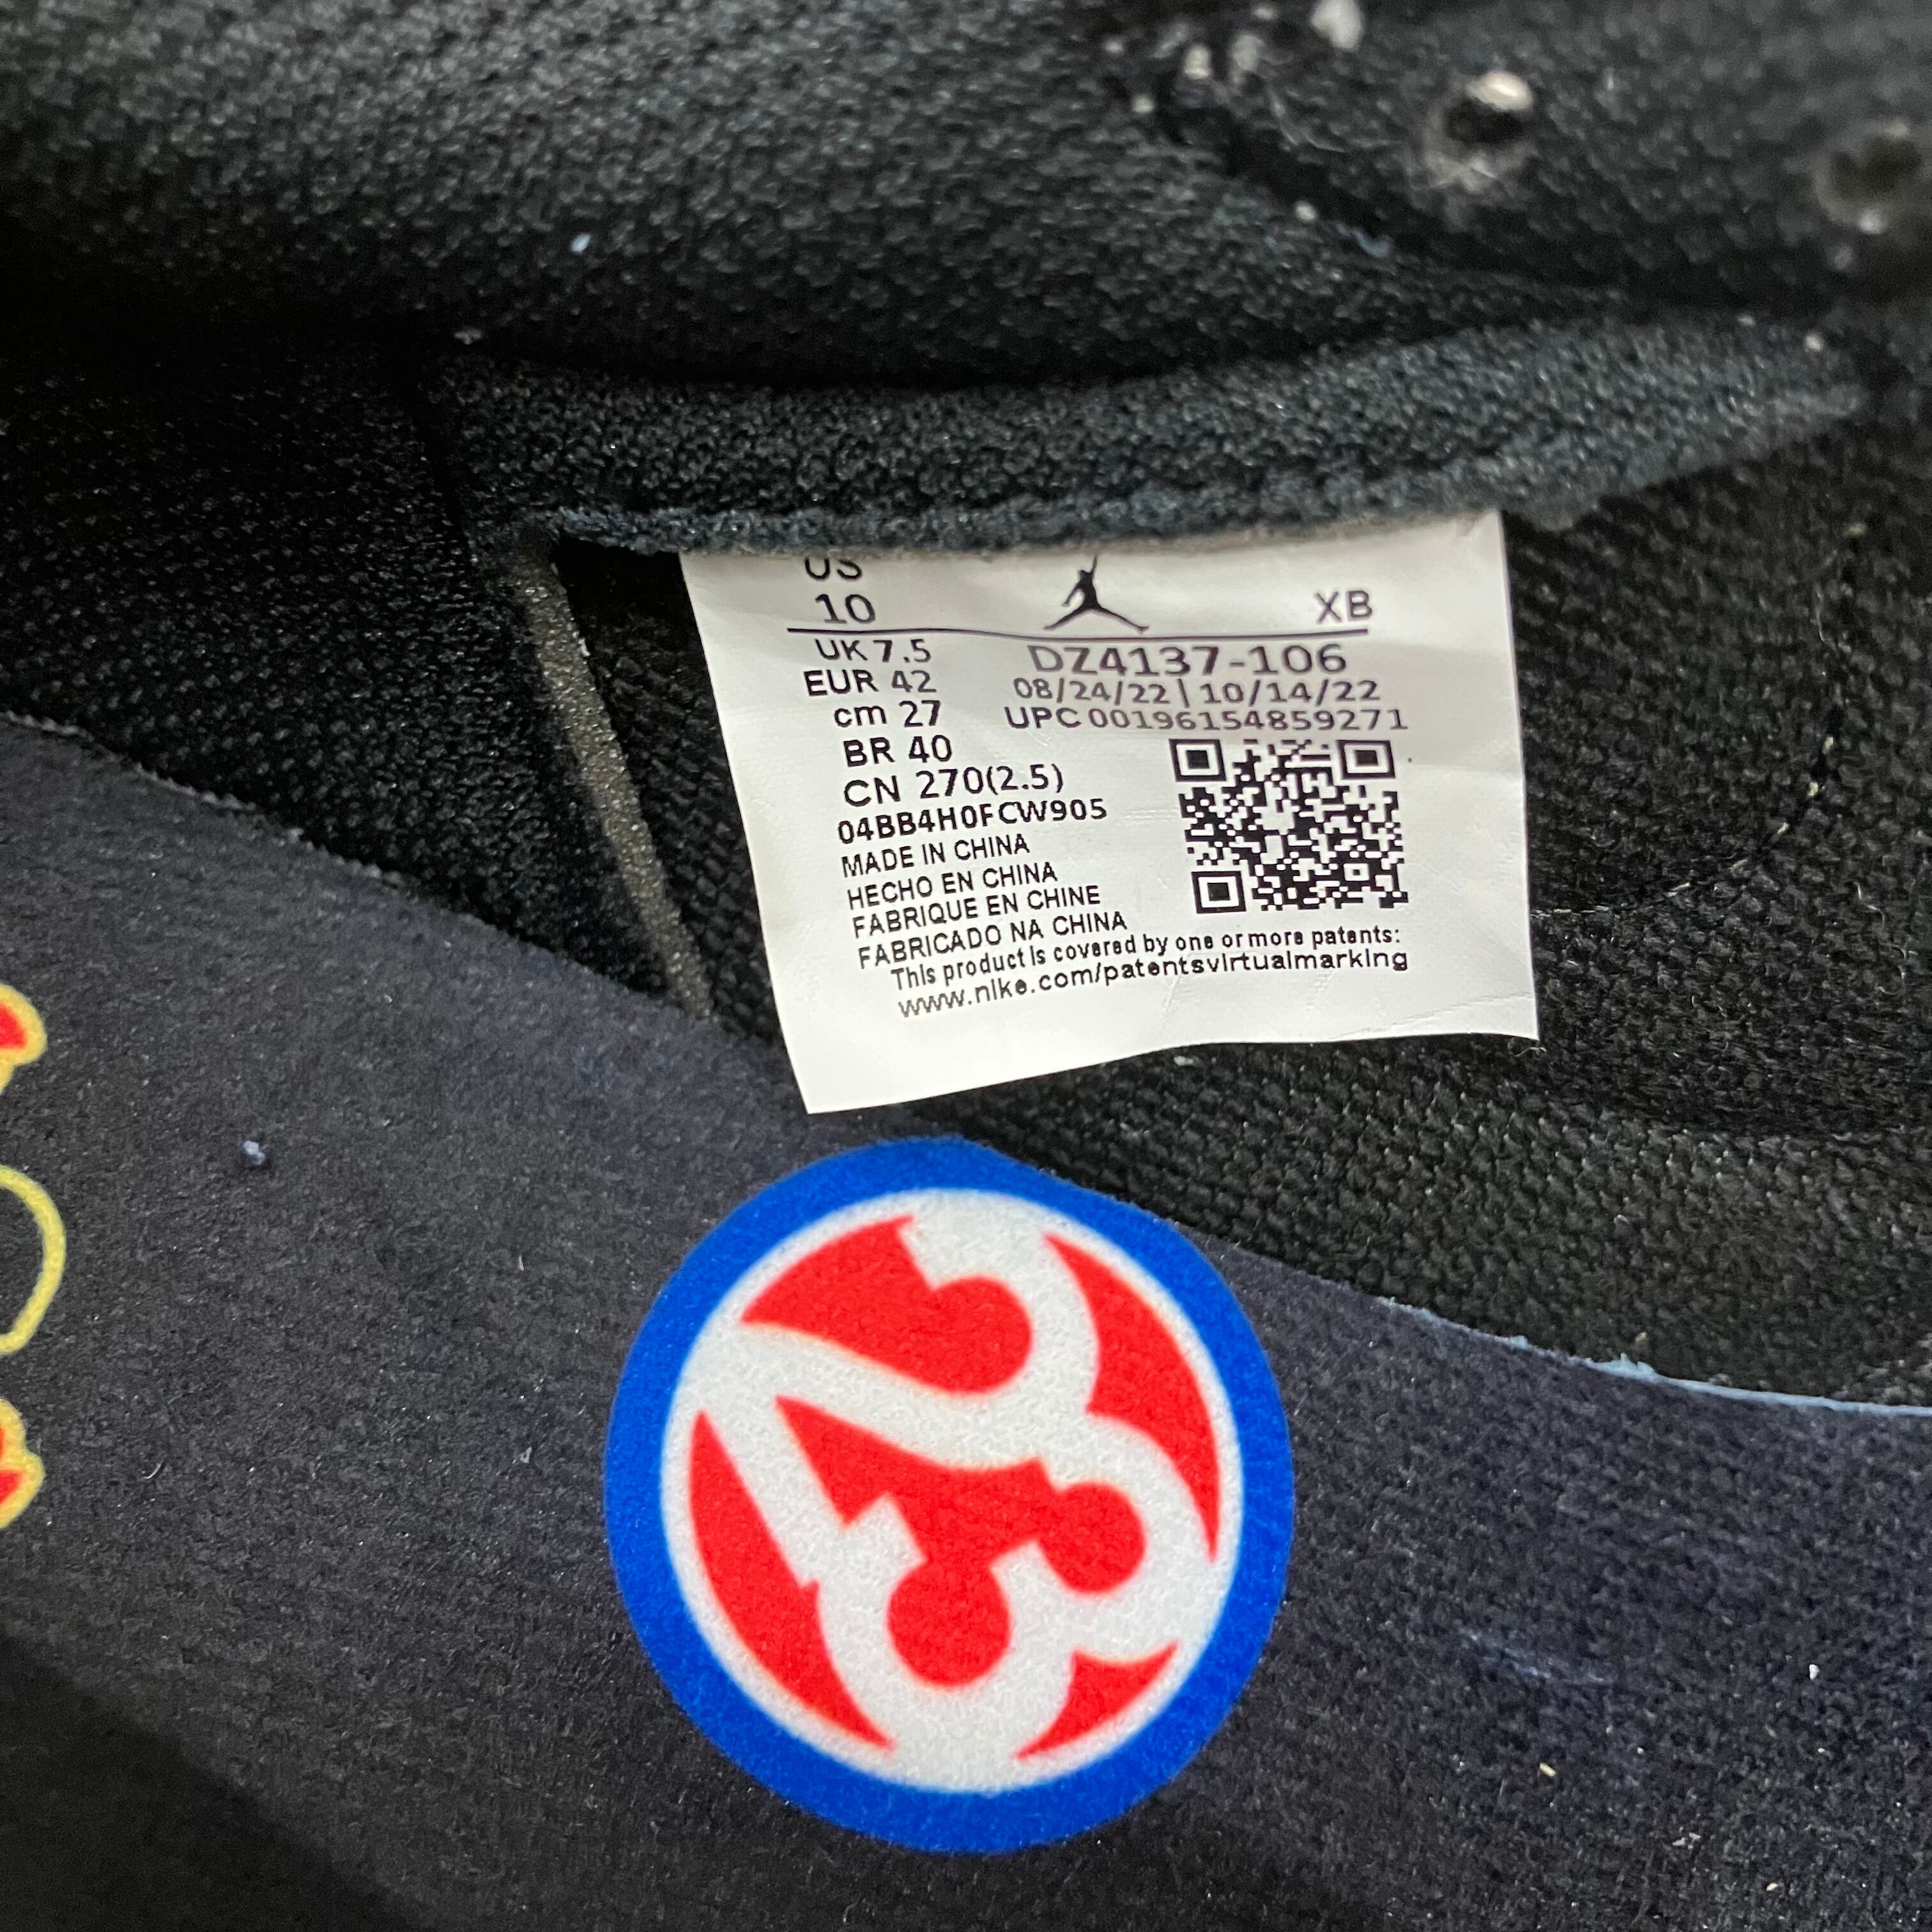 US
10 XB
UK 7.5 DZ4137-106
EUR 42 08/24/22 | 10/14/22
cm 27 UPC 00196154859271
BR 40
CN 270(2.5)
04BB4H0FCW905
MADE IN CHINA
HECHO EN CHINA
FABRIQUE EN CHINE
FABRICADO NA CHINA
This product is covered by one or more patents:
www.nike.com/patentsvirtualmarking
23